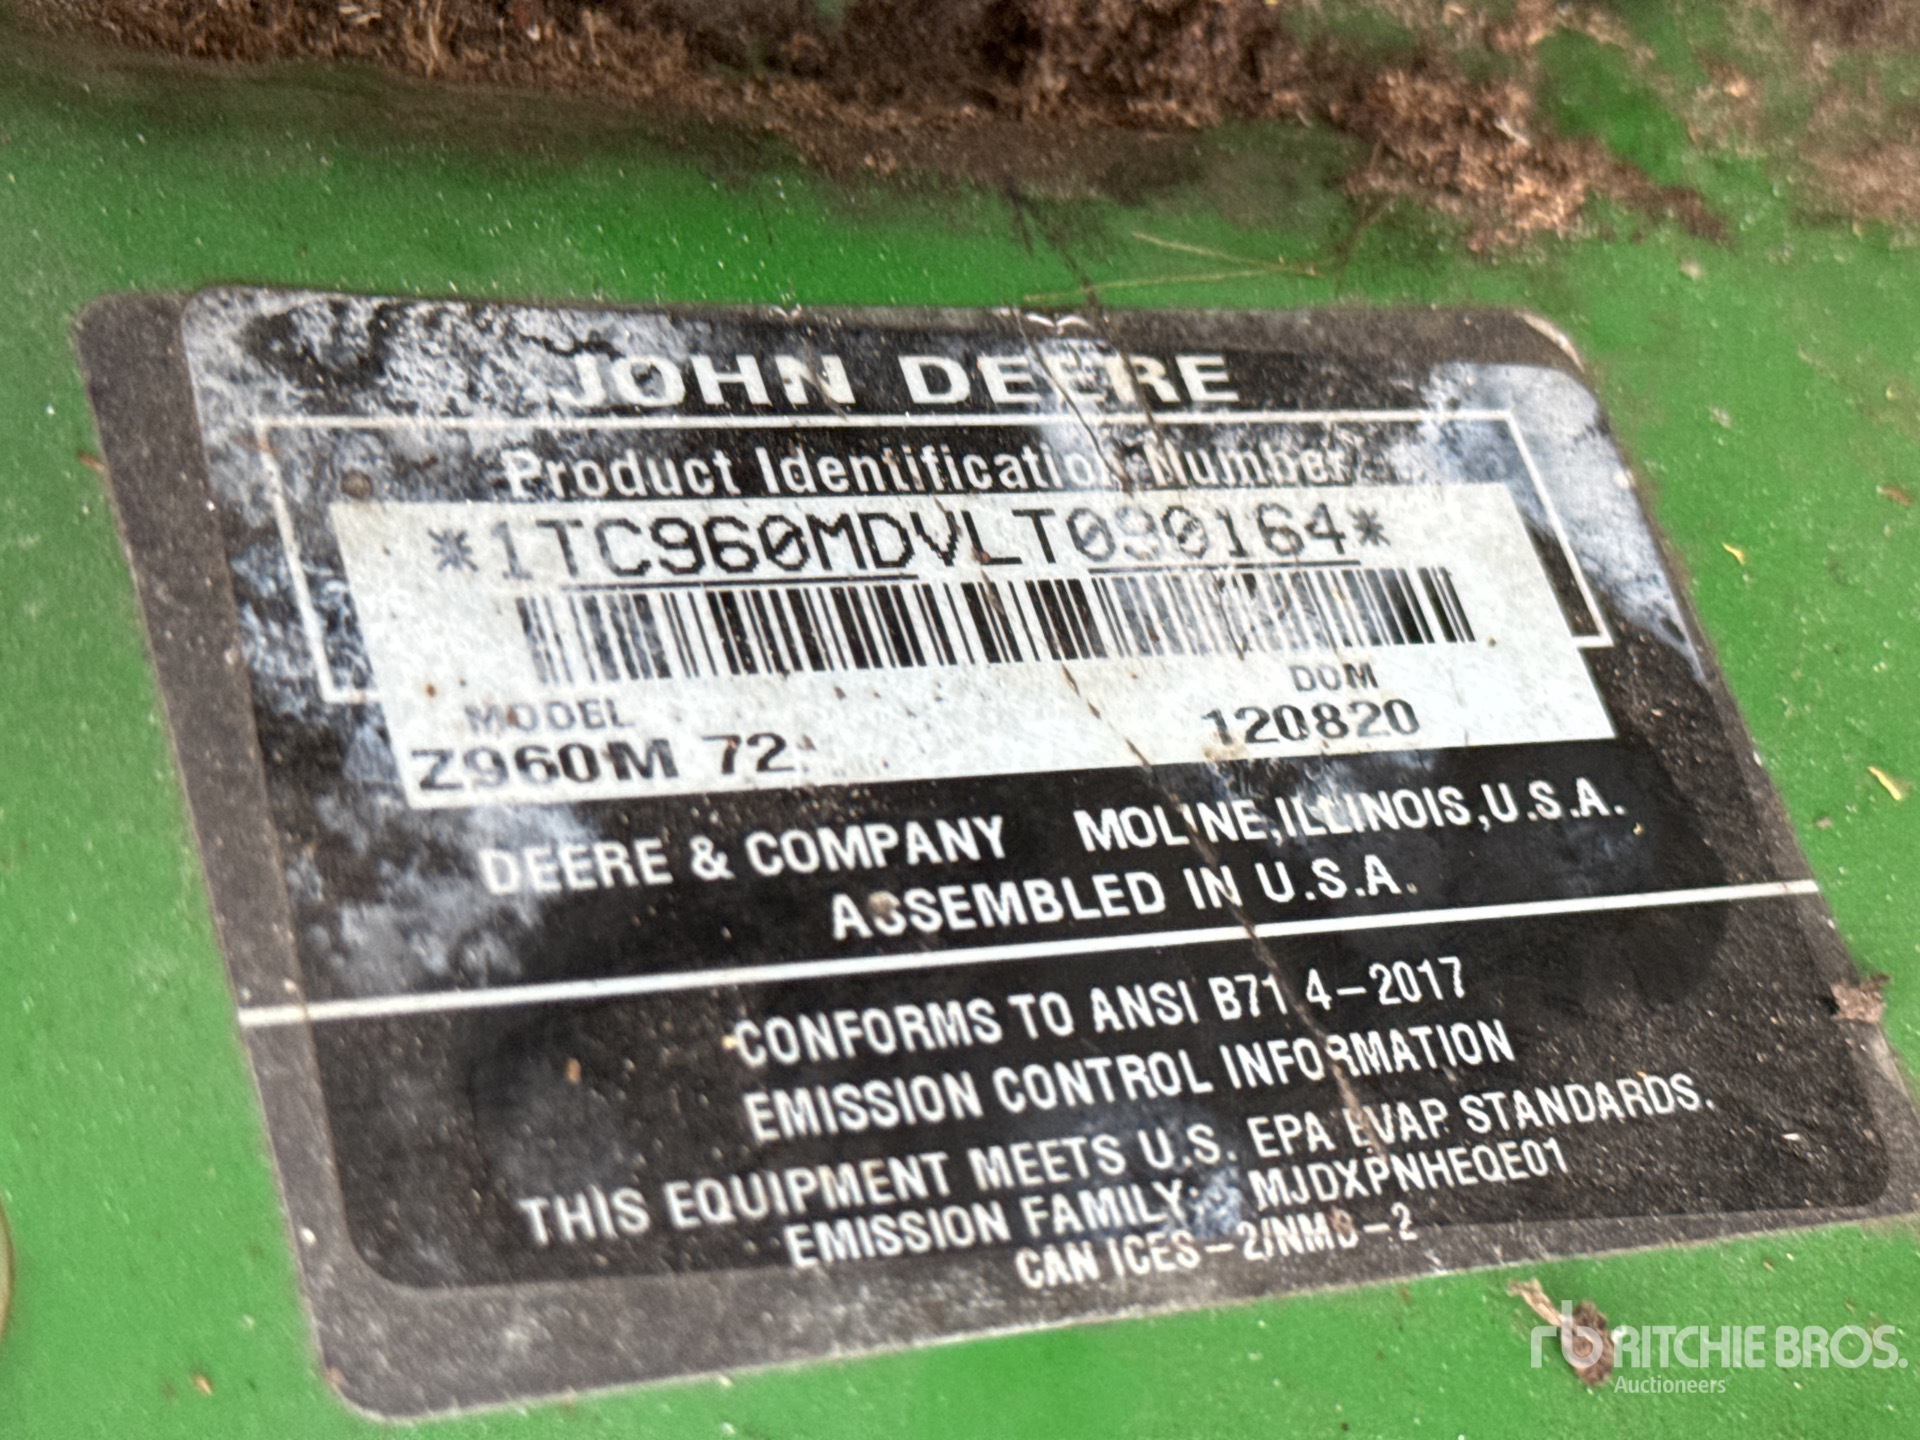 JOHN DEERE
Product Identification Number
*1TC960MDVLT090164*
MODEL
DOM
Z960M 72
120820
DEERE & COMPANY MOLINE, ILLINOIS, U.S.A.
ASSEMBLED IN U.S.A.
CONFORMS TO ANSI B71.4-2017
EMISSION CONTROL INFORMATION
THIS EQUIPMENT MEETS U.S. EPA EVAP STANDARDS.
EMISSION FAMILY: MJDXPNHEQE01
CAN ICES-2/NMB-2
rb RITCHIE BROS.
Auctioneers